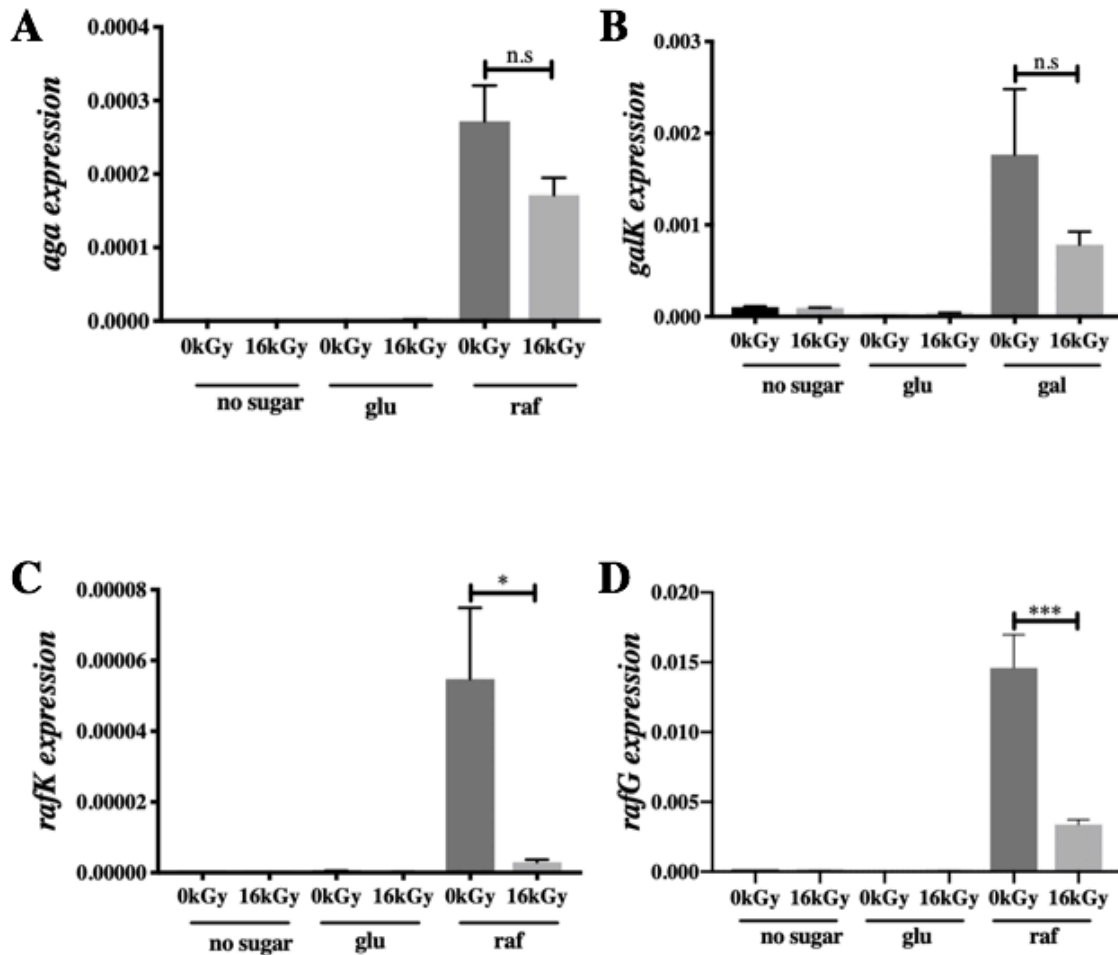 A
aga expression
0.0004
0.0003
0.0002
0.0001
0.0000
n.s
0kGy 16kGy 0kGy 16kGy 0kGy 16kGy
no sugar glu raf
B
galK expression
0.003
0.002
0.001
0.000
n.s
0kGy 16kGy 0kGy 16kGy 0kGy 16kGy
no sugar glu gal
C
rafK expression
0.00008
0.00006
0.00004
0.00002
0.00000
*
0kGy 16kGy 0kGy 16kGy 0kGy 16kGy
no sugar glu raf
D
rafG expression
0.020
0.015
0.010
0.005
0.000
***
0kGy 16kGy 0kGy 16kGy 0kGy 16kGy
no sugar glu raf